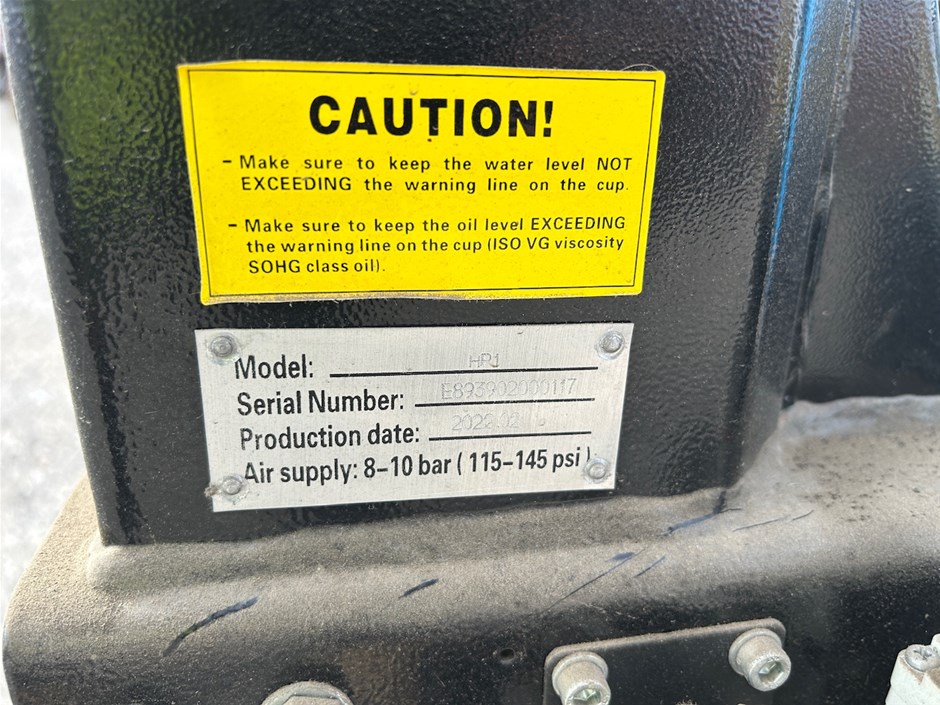 CAUTION!
- Make sure to keep the water level NOT
EXCEEDING the warning line on the cup.
- Make sure to keep the oil level EXCEEDING
the warning line on the cup (ISO VG viscosity
SOHG class oil).
Model: HP1
Serial Number: E893902000117
Production date:
Air supply: 8-10 bar (115-145 psi)